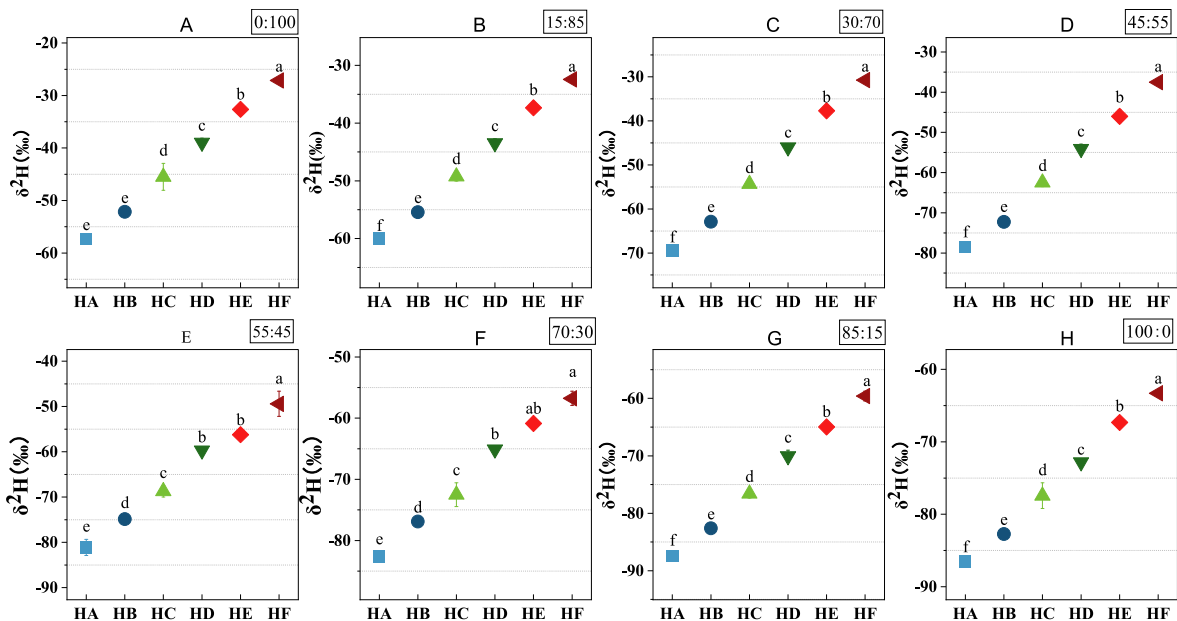 A
0:100
δ²H(‰)
-20
-30
-40
-50
-60
a
b
c
d
e
e
HA HB HC HD HE HF
B
15:85
δ²H(‰)
-30
-40
-50
-60
a
b
c
d
e
f
HA HB HC HD HE HF
C
30:70
δ²H(‰)
-30
-40
-50
-60
-70
a
b
c
d
e
f
HA HB HC HD HE HF
D
45:55
δ²H(‰)
-30
-40
-50
-60
-70
-80
a
b
c
d
e
f
HA HB HC HD HE HF
E
55:45
δ²H(‰)
-40
-50
-60
-70
-80
-90
a
b
b
c
d
e
HA HB HC HD HE HF
F
70:30
δ²H(‰)
-50
-60
-70
-80
a
ab
b
c
d
e
HA HB HC HD HE HF
G
85:15
δ²H(‰)
-60
-70
-80
-90
a
b
c
d
e
f
HA HB HC HD HE HF
H
100:0
δ²H(‰)
-60
-70
-80
-90
a
b
c
d
e
f
HA HB HC HD HE HF